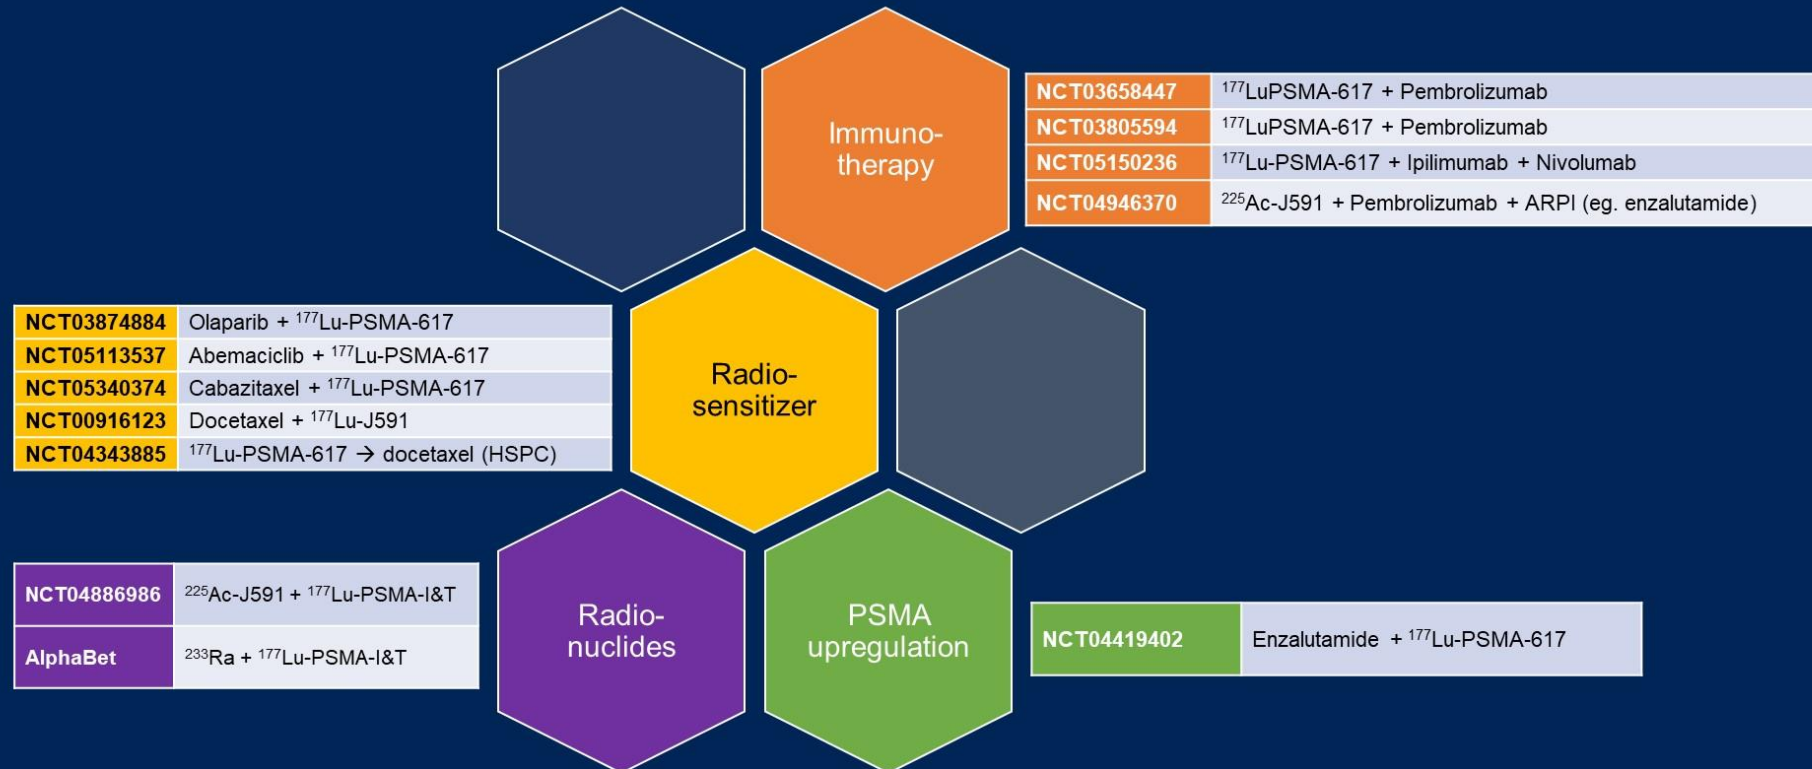 Immuno-
therapy
NCT03658447 ¹⁷⁷LuPSMA-617 + Pembrolizumab
NCT03805594 ¹⁷⁷LuPSMA-617 + Pembrolizumab
NCT05150236 ¹⁷⁷Lu-PSMA-617 + Ipilimumab + Nivolumab
NCT04946370 ²²⁵Ac-J591 + Pembrolizumab + ARPI (eg. enzalutamide)
NCT03874884 Olaparib + ¹⁷⁷Lu-PSMA-617
NCT05113537 Abemaciclib + ¹⁷⁷Lu-PSMA-617
NCT05340374 Cabazitaxel + ¹⁷⁷Lu-PSMA-617
NCT00916123 Docetaxel + ¹⁷⁷Lu-J591
NCT04343885 ¹⁷⁷Lu-PSMA-617 → docetaxel (HSPC)
Radio-
sensitizer
NCT04886986 ²²⁵Ac-J591 + ¹⁷⁷Lu-PSMA-I&T
AlphaBet ²³³Ra + ¹⁷⁷Lu-PSMA-I&T
Radio-
nuclides
PSMA
upregulation
NCT04419402 Enzalutamide + ¹⁷⁷Lu-PSMA-617